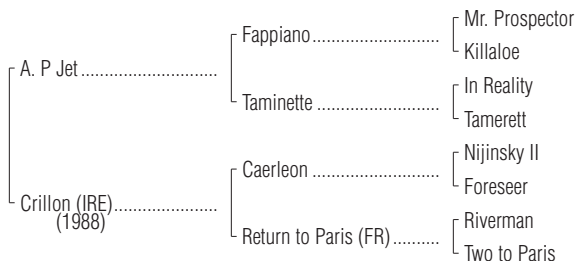 Mr. Prospector
Fappiano
Killaloe
A. P Jet
In Reality
Taminette
Tamerett
Nijinsky II
Caerleon
Foreseer
Crillon (IRE)
(1988)
Riverman
Return to Paris (FR)
Two to Paris